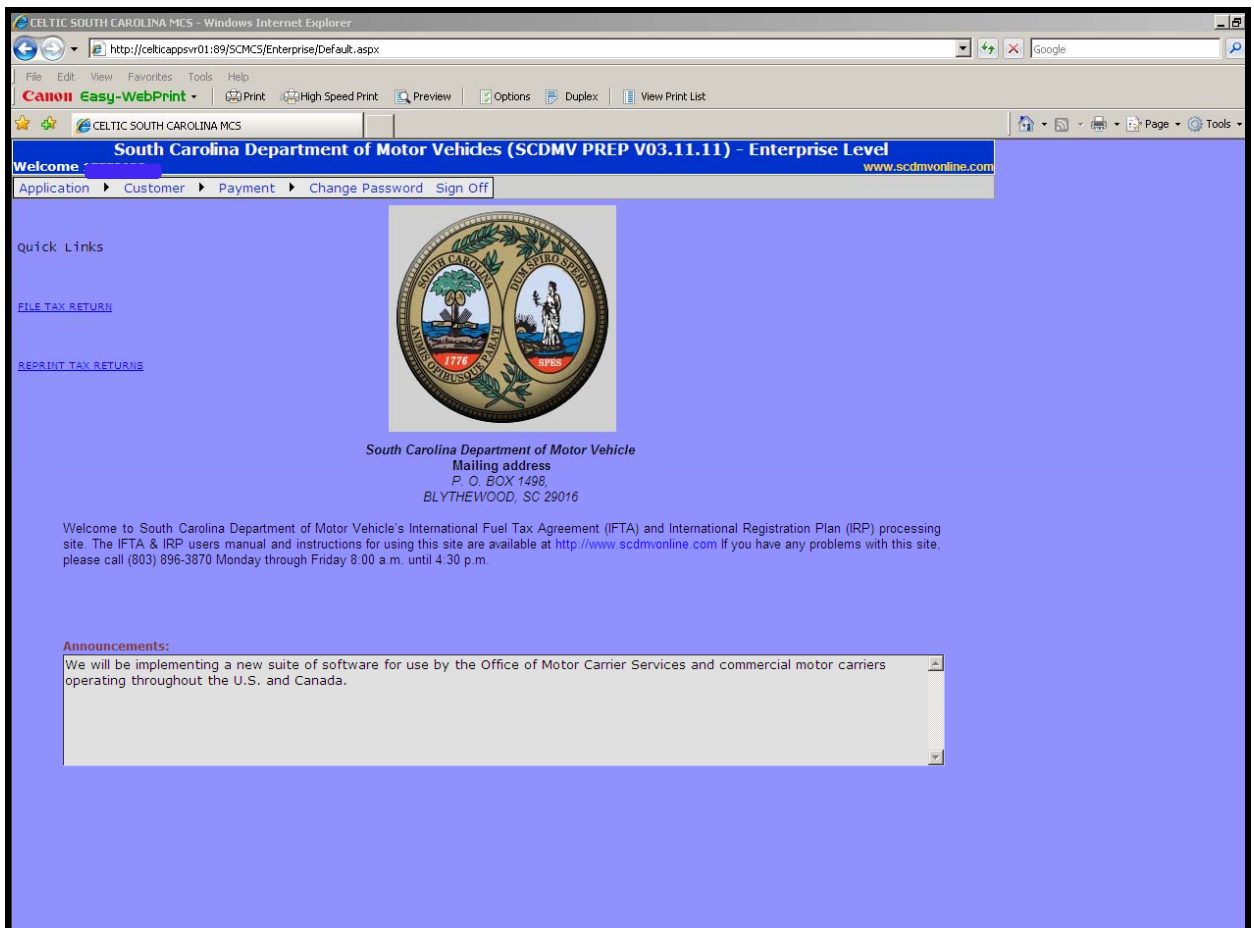 CELTIC SOUTH CAROLINA MCS - Windows Internet Explorer
http://celticappsvr01:89/SCMCS/Enterprise/Default.aspx
Google
File Edit View Favorites Tools Help
Canon Easy-WebPrint Print High Speed Print Preview Options Duplex View Print List
CELTIC SOUTH CAROLINA MCS
Page Tools
South Carolina Department of Motor Vehicles (SCDMV PREP V03.11.11) - Enterprise Level
Welcome
www.scdmvonline.com
Application Customer Payment Change Password Sign Off
Quick Links
FILE TAX RETURN
REPRINT TAX RETURNS
SOUTH CAROLINA
DUM SPIRO SPERO
ANIMIS OPIBUSQUE PARATI
1776
SPES
South Carolina Department of Motor Vehicle
Mailing address
P. O. BOX 1498,
BLYTHEWOOD, SC 29016
Welcome to South Carolina Department of Motor Vehicle's International Fuel Tax Agreement (IFTA) and International Registration Plan (IRP) processing
site. The IFTA & IRP users manual and instructions for using this site are available at http://www.scdmvonline.com If you have any problems with this site,
please call (803) 896-3870 Monday through Friday 8:00 a.m. until 4:30 p.m.
Announcements:
We will be implementing a new suite of software for use by the Office of Motor Carrier Services and commercial motor carriers
operating throughout the U.S. and Canada.